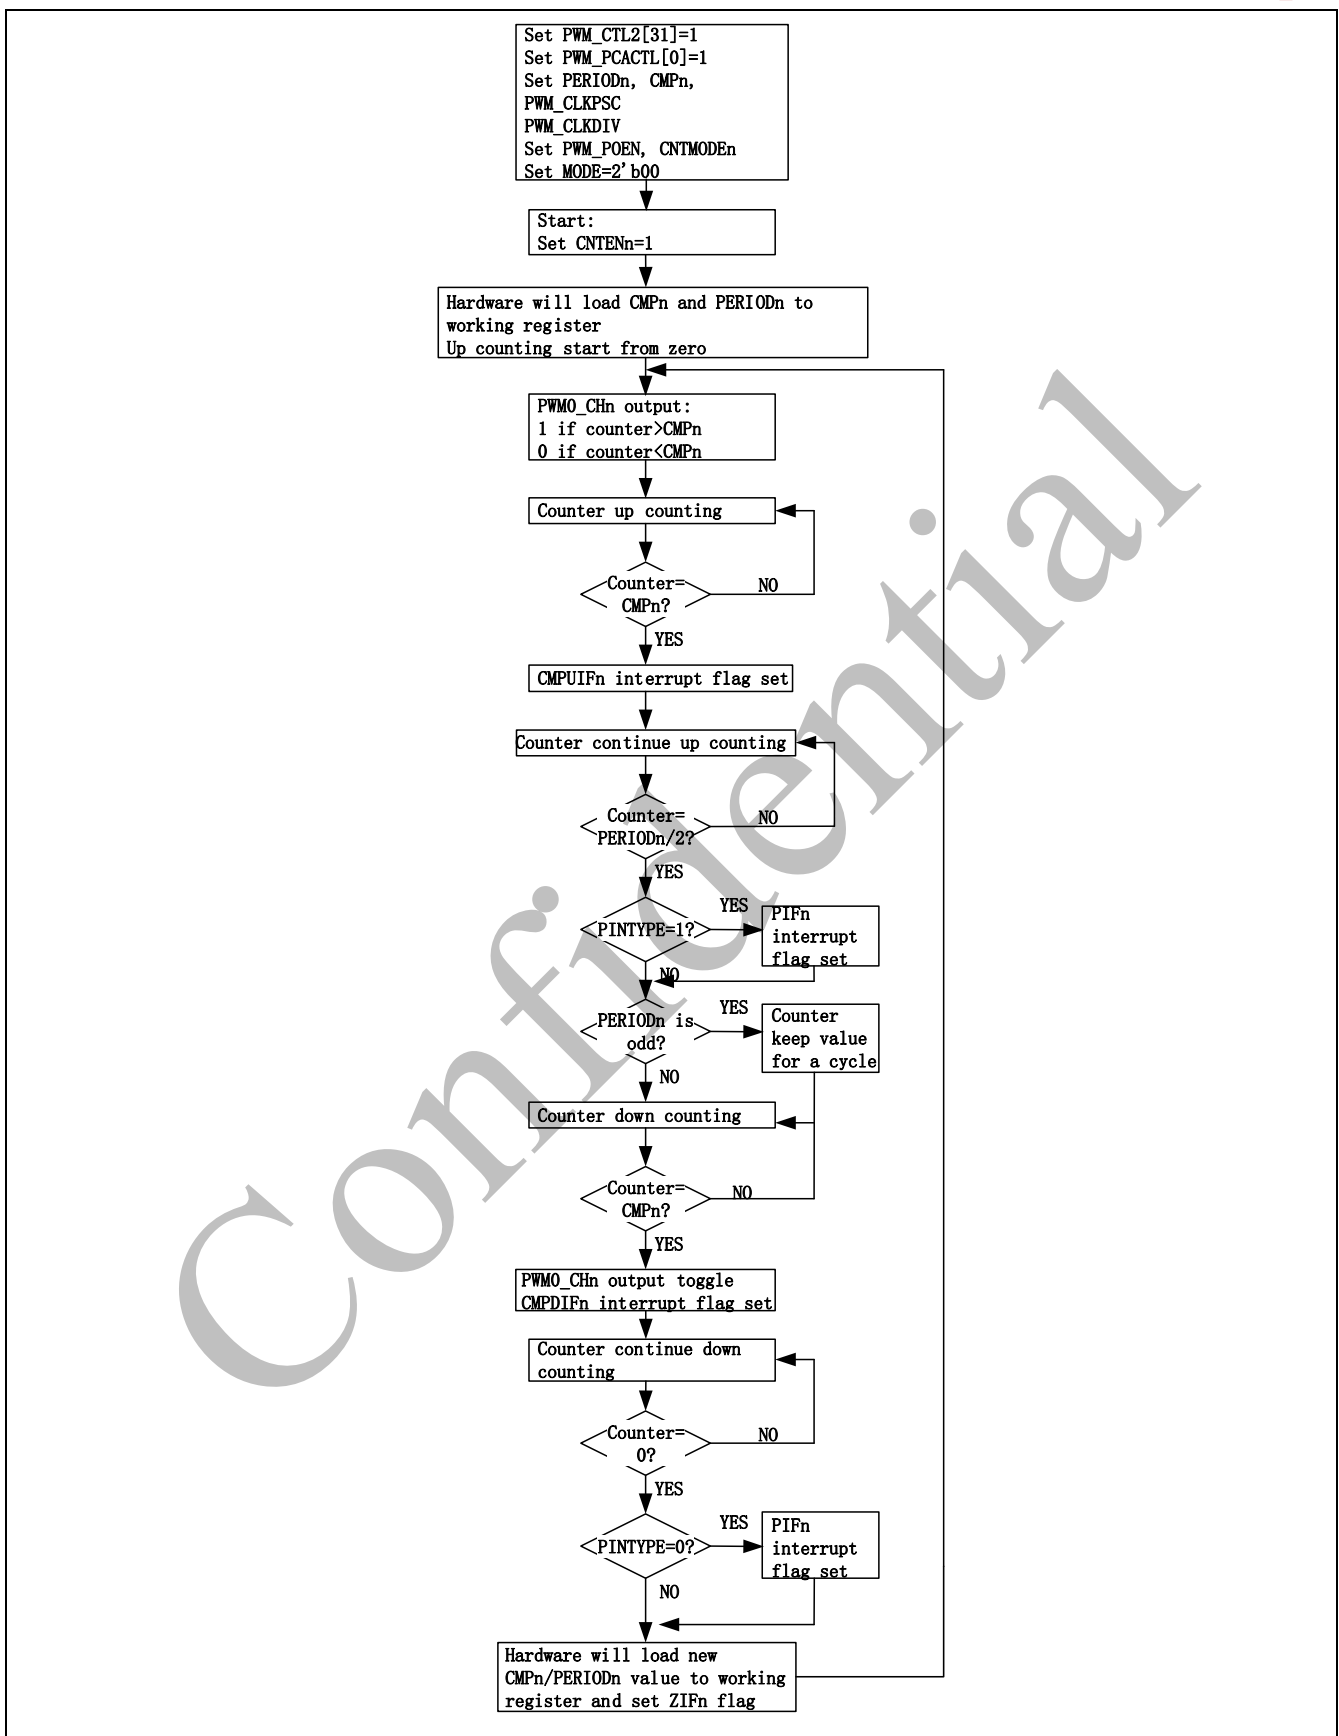 Set PWM_CTL2[31]=1
Set PWM_PCACTL[0]=1
Set PERIODn, CMPn,
PWM_CLKPSC
PWM_CLKDIV
Set PWM_POEN, CNTMODEn
Set MODE=2'b00
Start:
Set CNTENn=1
Hardware will load CMPn and PERIODn to
working register
Up counting start from zero
PWM0_CHn output:
1 if counter>CMPn
0 if counter<CMPn
Counter up counting
Counter=
CMPn?
NO
YES
CMPUIFn interrupt flag set
Counter continue up counting
Counter=
PERIODn/2?
NO
YES
PINTYPE=1?
YES
PIFn
interrupt
flag set
NO
PERIODn is
odd?
YES
Counter
keep value
for a cycle
NO
Counter down counting
Counter=
CMPn?
NO
YES
PWM0_CHn output toggle
CMPDIFn interrupt flag set
Counter continue down
counting
Counter=
0?
NO
YES
PINTYPE=0?
YES
PIFn
interrupt
flag set
NO
Hardware will load new
CMPn/PERIODn value to working
register and set ZIFn flag
Confidential